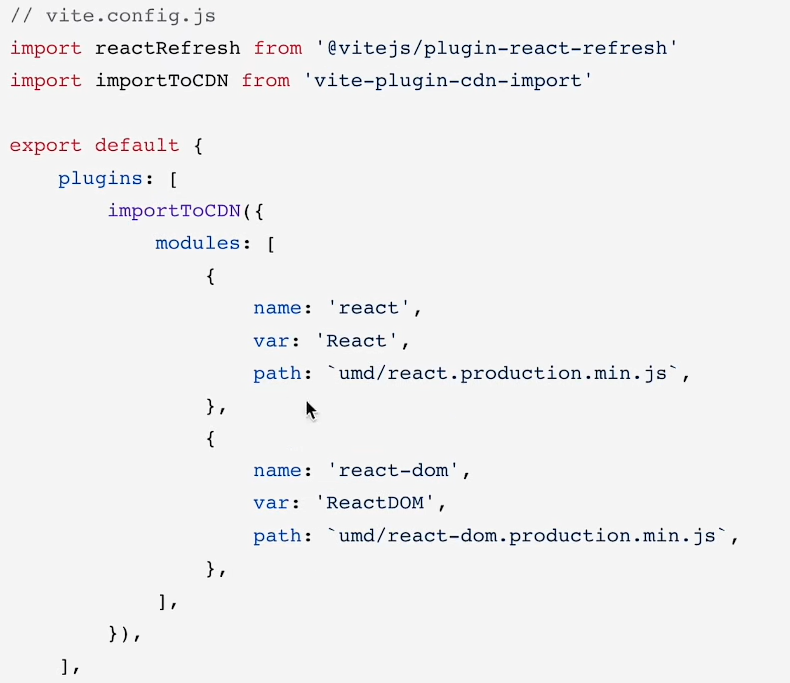 // vite.config.js
import reactRefresh from '@vitejs/plugin-react-refresh'
import importToCDN from 'vite-plugin-cdn-import'
export default {
plugins: [
importToCDN({
modules: [
{
name: 'react',
var: 'React',
path: `umd/react.production.min.js`,
},
{
name: 'react-dom',
var: 'ReactDOM',
path: `umd/react-dom.production.min.js`,
},
],
}),
],